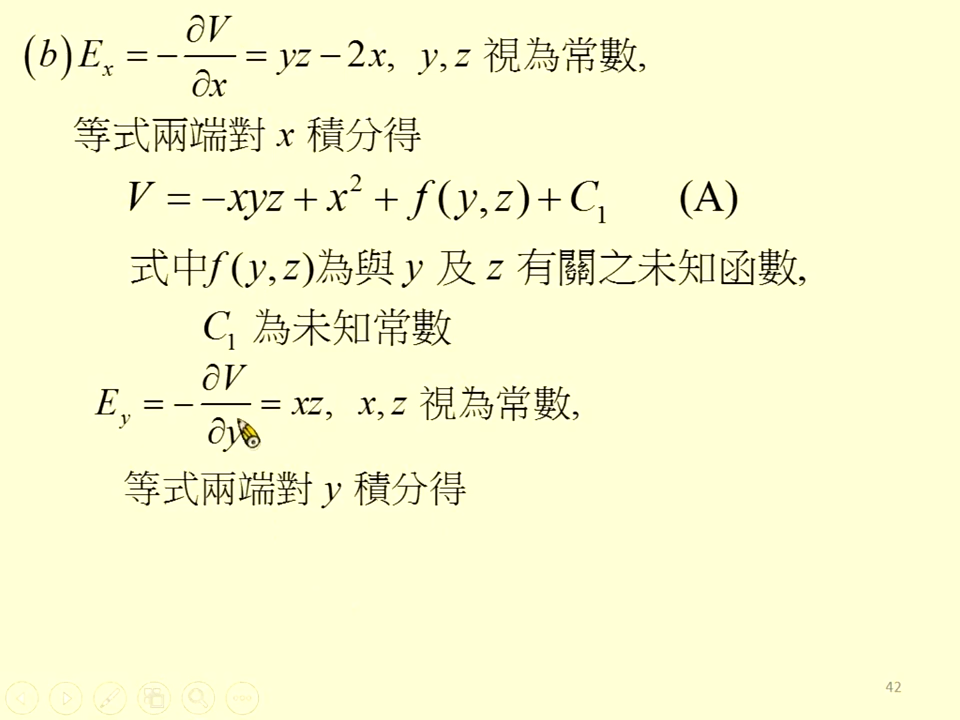 (b) E_x = -∂V/∂x = yz - 2x, y, z 視為常數,
等式兩端對 x 積分得
V = -xyz + x² + f(y, z) + C₁ (A)
式中f(y, z)為與 y 及 z 有關之未知函數,
C₁ 為未知常數
E_y = -∂V/∂y = xz, x, z 視為常數,
等式兩端對 y 積分得
42